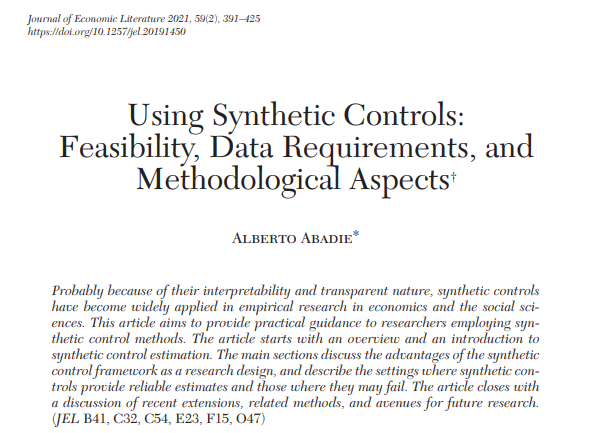 Journal of Economic Literature 2021, 59(2), 391–425
https://doi.org/10.1257/jel.20191450
Using Synthetic Controls:
Feasibility, Data Requirements, and
Methodological Aspects†
Alberto Abadie*
Probably because of their interpretability and transparent nature, synthetic controls
have become widely applied in empirical research in economics and the social sci-
ences. This article aims to provide practical guidance to researchers employing syn-
thetic control methods. The article starts with an overview and an introduction to
synthetic control estimation. The main sections discuss the advantages of the synthetic
control framework as a research design, and describe the settings where synthetic con-
trols provide reliable estimates and those where they may fail. The article closes with
a discussion of recent extensions, related methods, and avenues for future research.
(JEL B41, C32, C54, E23, F15, O47)